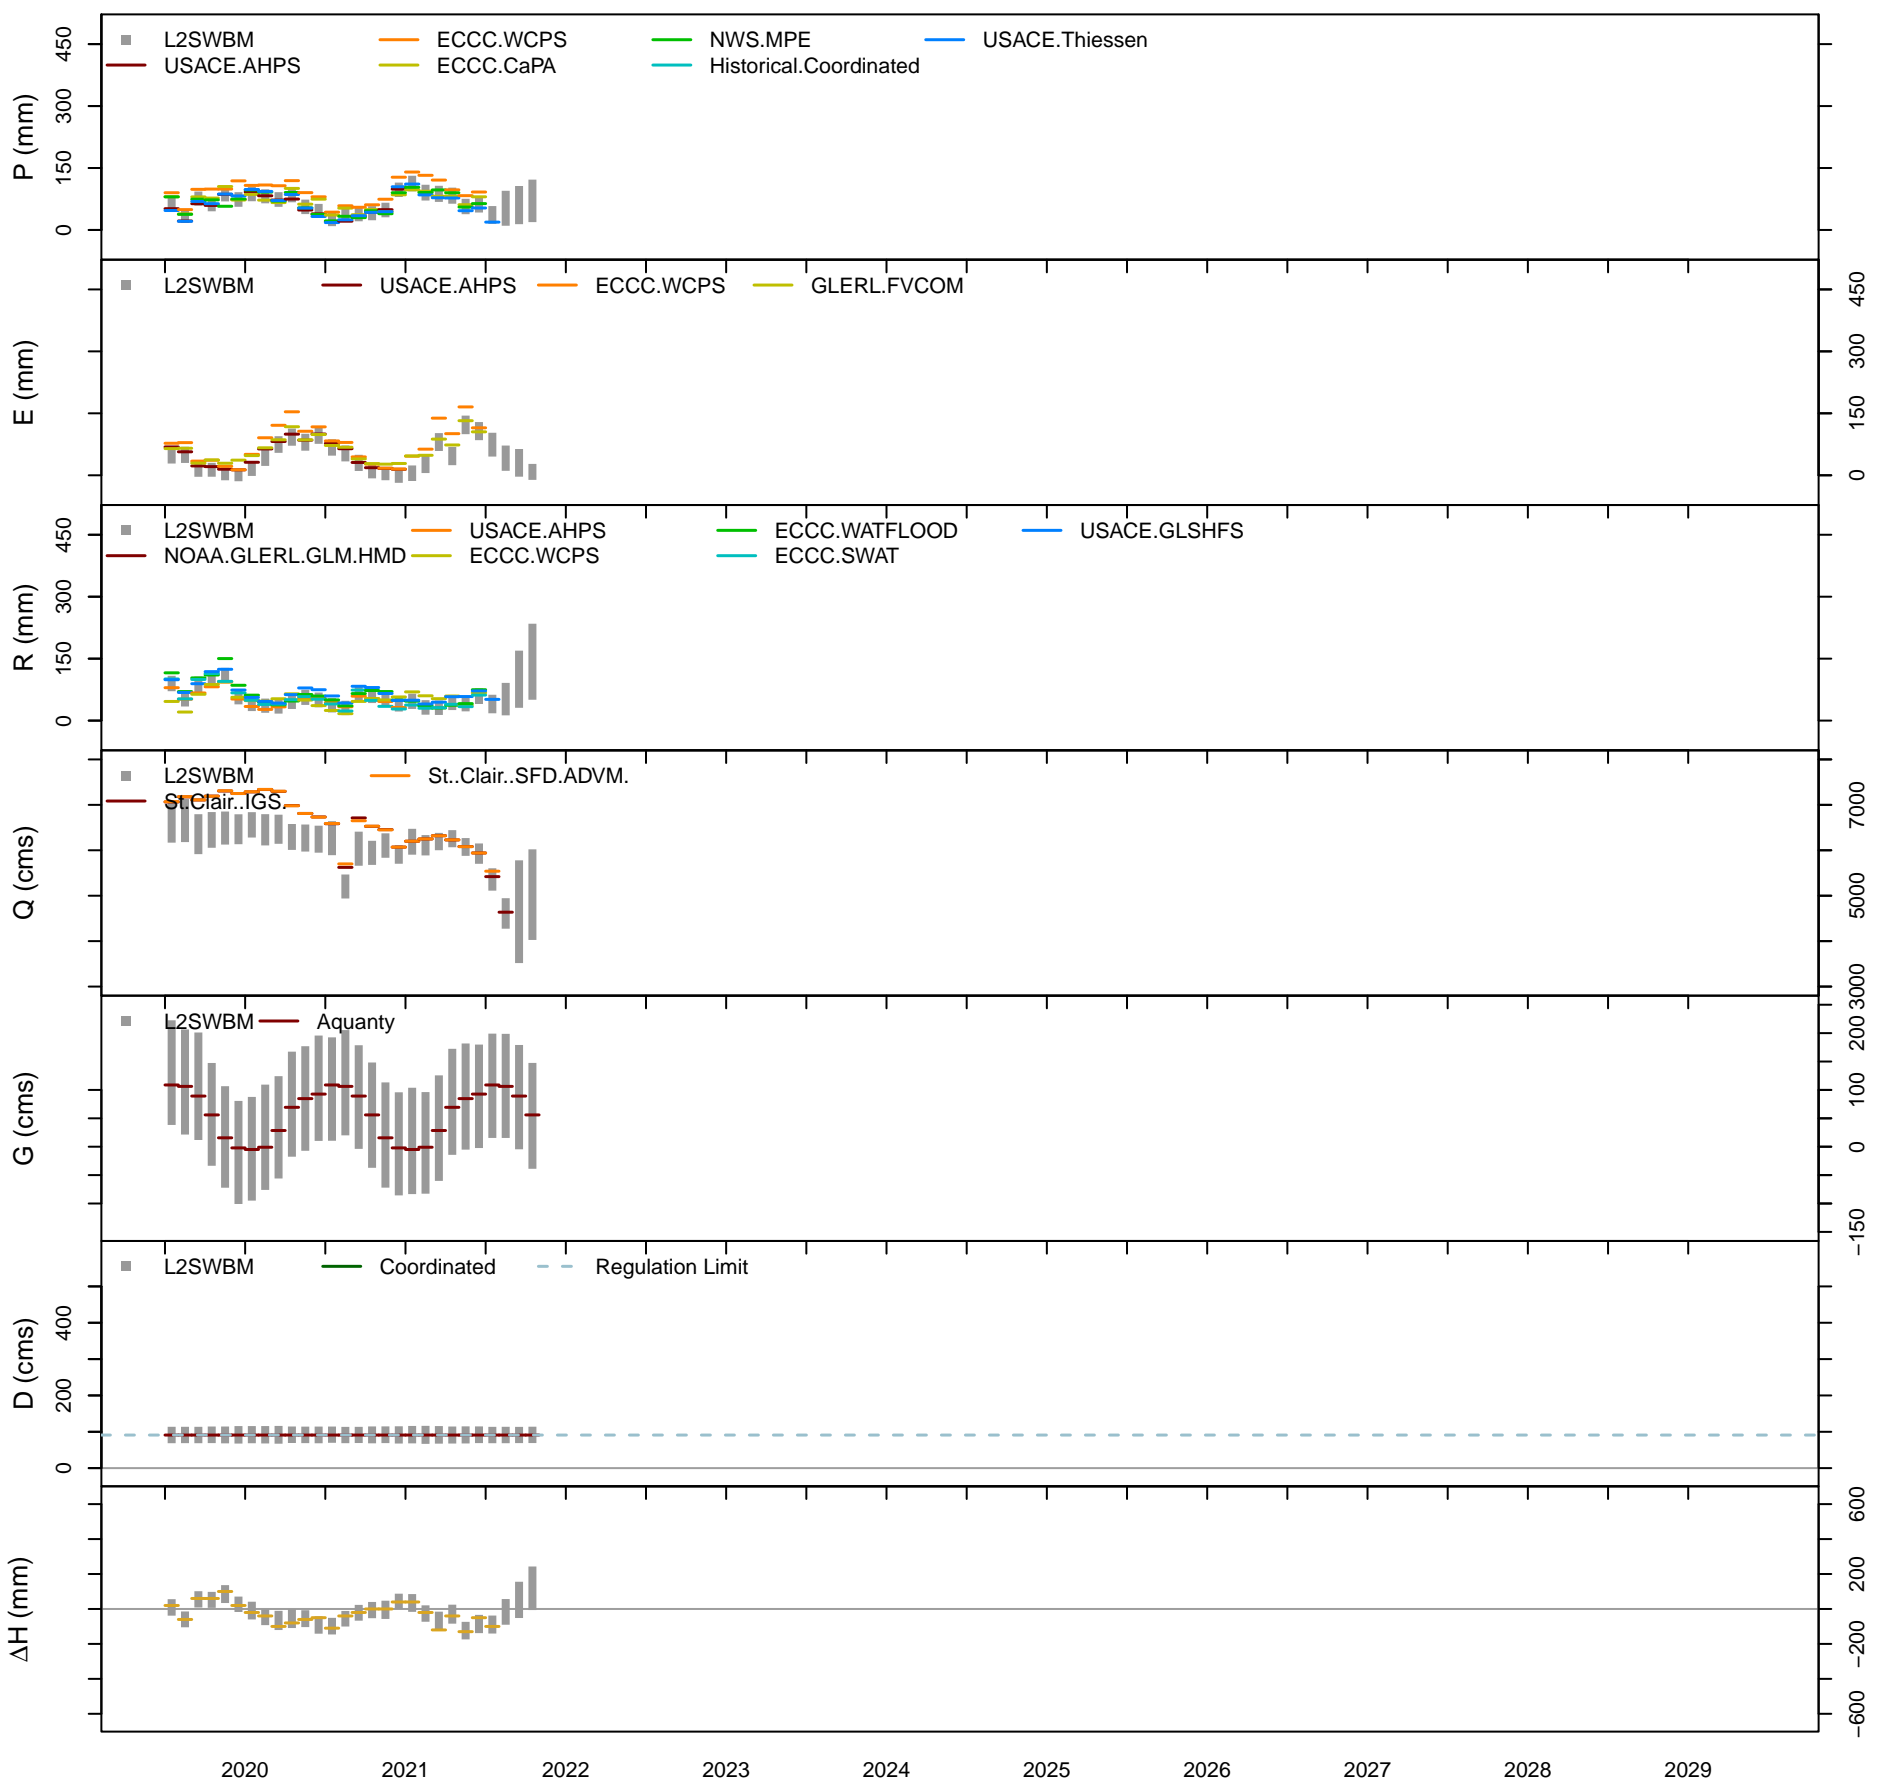 L2SWBM ECCC.WCPS NWS.MPE USACE.Thiessen
USACE.AHPS ECCC.CaPA Historical.Coordinated
P (mm)
0 150 300 450
L2SWBM USACE.AHPS ECCC.WCPS GLERL.FVCOM
E (mm)
0 150 300 450
L2SWBM USACE.AHPS ECCC.WATFLOOD USACE.GLSHFS
NOAA.GLERL.GLM.HMD ECCC.WCPS ECCC.SWAT
R (mm)
0 150 300 450
L2SWBM St..Clair..SFD.ADVM.
St.Clair..IGS.
Q (cms)
3000 5000 7000
L2SWBM Aquanty
G (cms)
−150 0 100 200
L2SWBM Coordinated Regulation Limit
D (cms)
0 200 400
ΔH (mm)
−600 −200 200 600
2020 2021 2022 2023 2024 2025 2026 2027 2028 2029